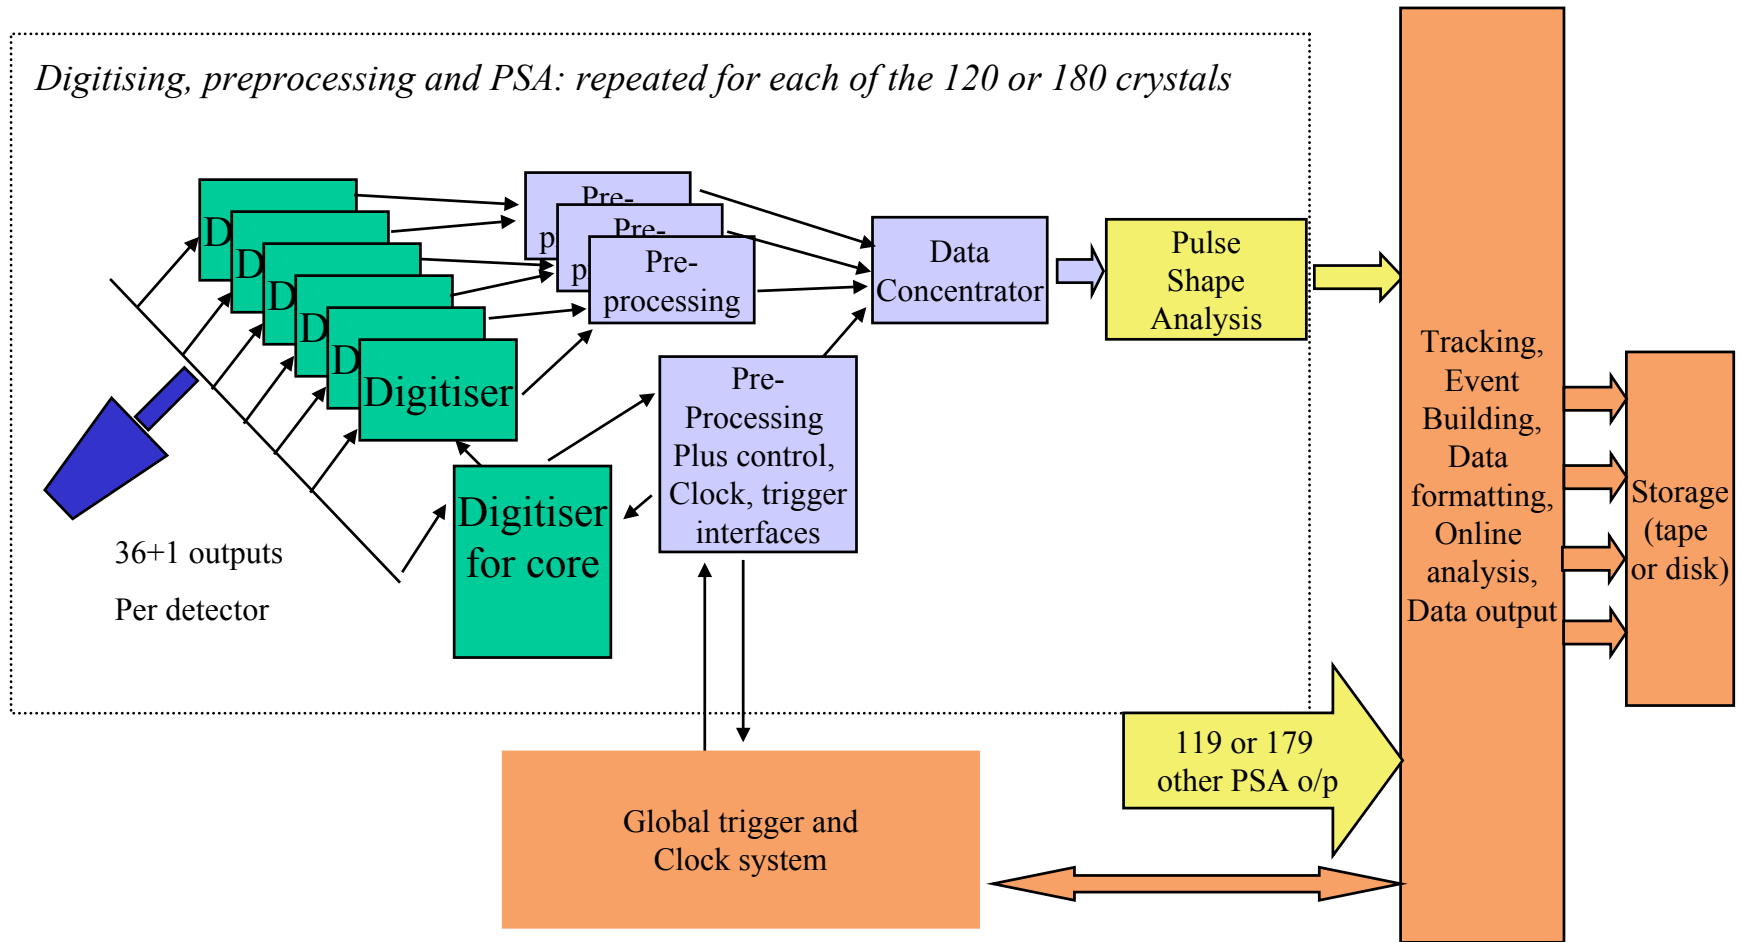 Digitising, preprocessing and PSA: repeated for each of the 120 or 180 crystals
D
D
D
D
D
Digitiser
Digitiser
for core
Pre-
p
Pre-
p
Pre-
processing
Pre-
Processing
Plus control,
Clock, trigger
interfaces
Data
Concentrator
Pulse
Shape
Analysis
36+1 outputs
Per detector
Tracking,
Event
Building,
Data
formatting,
Online
analysis,
Data output
Storage
(tape
or disk)
119 or 179
other PSA o/p
Global trigger and
Clock system